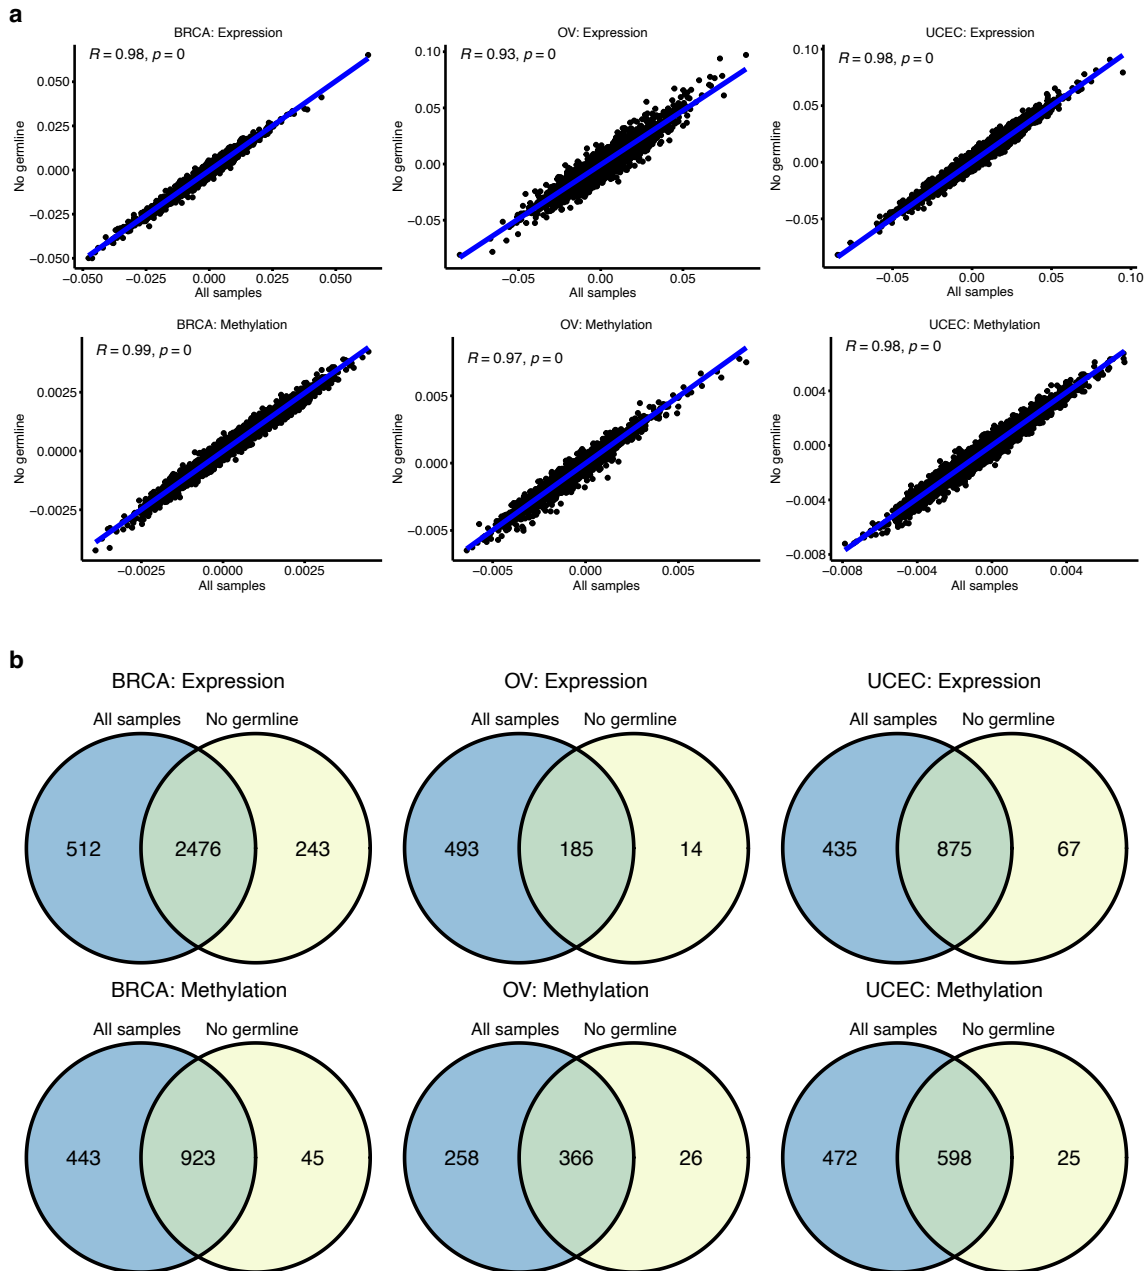 a
BRCA: Expression
R = 0.98, p = 0
No germline
0.050
0.025
0.000
−0.025
−0.050
−0.050 −0.025 0.000 0.025 0.050
All samples
OV: Expression
R = 0.93, p = 0
No germline
0.10
0.05
0.00
−0.05
−0.05 0.00 0.05
All samples
UCEC: Expression
R = 0.98, p = 0
No germline
0.10
0.05
0.00
−0.05
−0.05 0.00 0.05 0.10
All samples
BRCA: Methylation
R = 0.99, p = 0
No germline
0.0025
0.0000
−0.0025
−0.0025 0.0000 0.0025
All samples
OV: Methylation
R = 0.97, p = 0
No germline
0.005
0.000
−0.005
−0.005 0.000 0.005
All samples
UCEC: Methylation
R = 0.98, p = 0
No germline
0.004
0.000
−0.004
−0.008
−0.008 −0.004 0.000 0.004
All samples
b
BRCA: Expression
All samples No germline
512 2476 243
OV: Expression
All samples No germline
493 185 14
UCEC: Expression
All samples No germline
435 875 67
BRCA: Methylation
All samples No germline
443 923 45
OV: Methylation
All samples No germline
258 366 26
UCEC: Methylation
All samples No germline
472 598 25